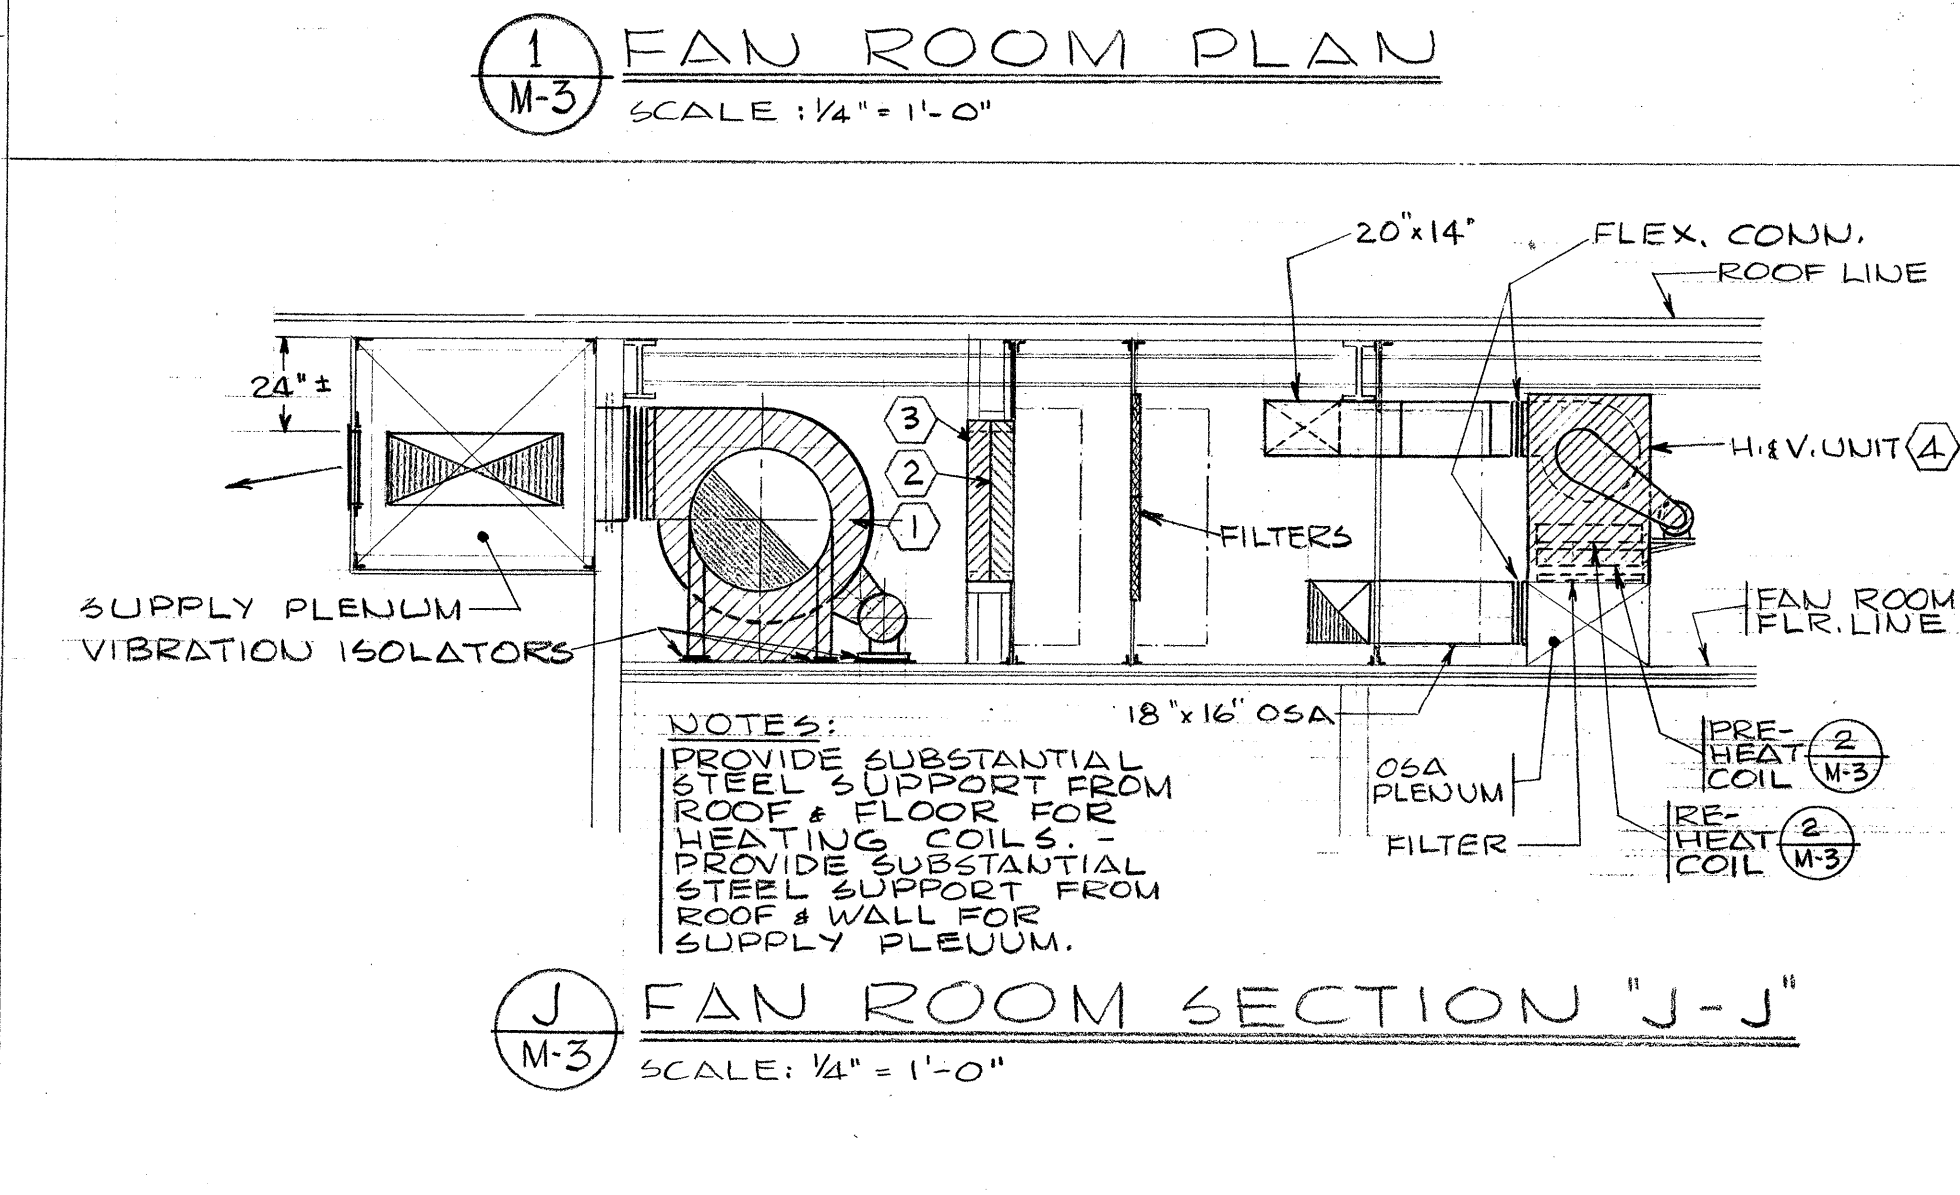 1
M-3
FAN ROOM PLAN
SCALE: 1/4" = 1'-0"
20"x14"
FLEX. CONN.
ROOF LINE
24" ±
3
2
1
H.&V. UNIT 4
FILTERS
SUPPLY PLENUM
VIBRATION ISOLATORS
FAN ROOM
FLR. LINE
18"x16" OSA
NOTES:
PROVIDE SUBSTANTIAL
STEEL SUPPORT FROM
ROOF & FLOOR FOR
HEATING COILS. -
PROVIDE SUBSTANTIAL
STEEL SUPPORT FROM
ROOF & WALL FOR
SUPPLY PLENUM.
OSA
PLENUM
FILTER
PRE-
HEAT
COIL
2
M-3
RE-
HEAT
COIL
2
M-3
J
M-3
FAN ROOM SECTION "J-J"
SCALE: 1/4" = 1'-0"